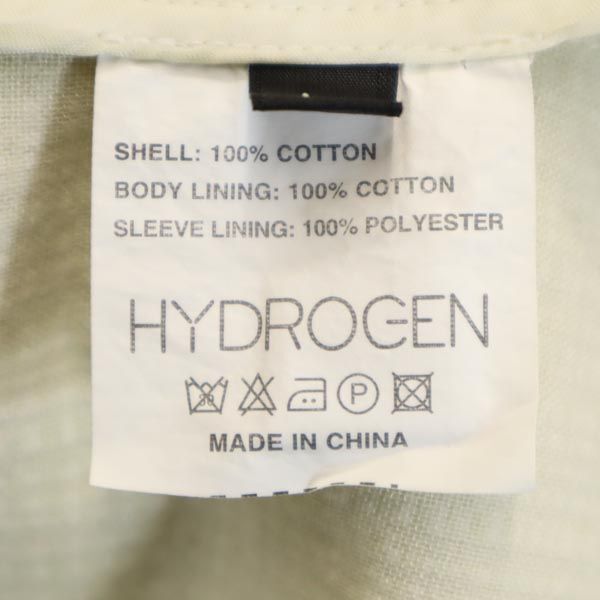 SHELL: 100% COTTON
BODY LINING: 100% COTTON
SLEEVE LINING: 100% POLYESTER
HYDROGEN
P
MADE IN CHINA